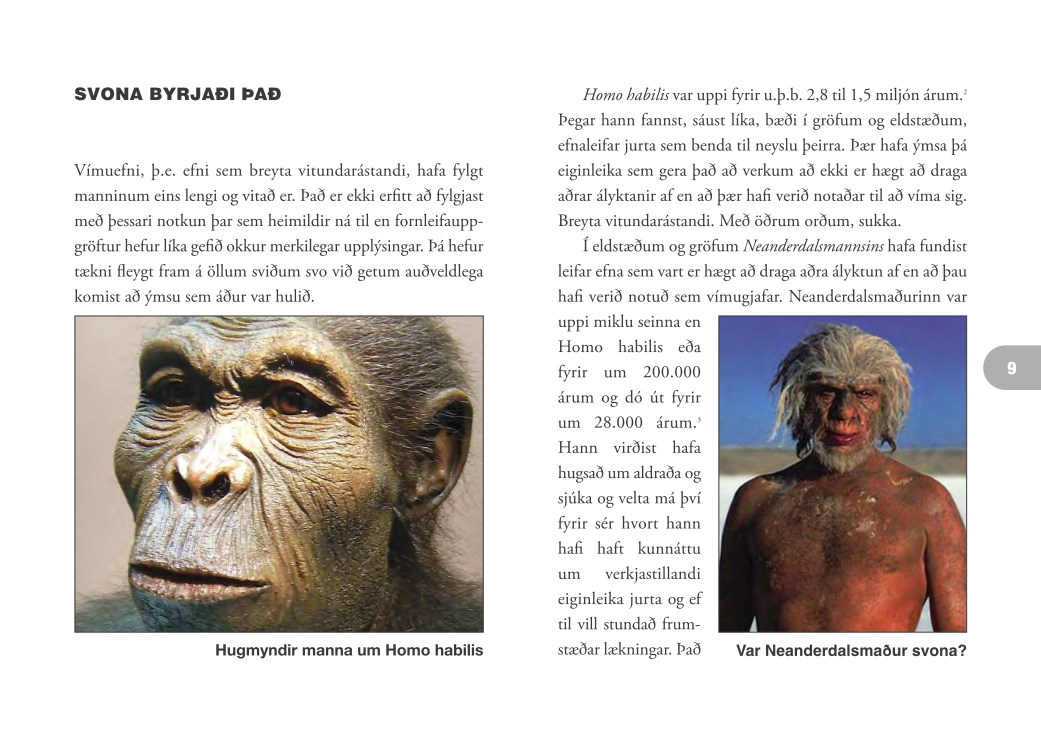 SVONA BYRJAÐI ÞAÐ
Vímuefni, þ.e. efni sem breyta vitundarástandi, hafa fylgt
manninum eins lengi og vitað er. Það er ekki erfitt að fylgjast
með þessari notkun þar sem heimildir ná til en fornleifaupp-
gröftur hefur líka gefið okkur merkilegar upplýsingar. Þá hefur
tækni fleygt fram á öllum sviðum svo við getum auðveldlega
komist að ýmsu sem áður var hulið.
Hugmyndir manna um Homo habilis
Homo habilis var uppi fyrir u.þ.b. 2,8 til 1,5 miljón árum.²
Þegar hann fannst, sáust líka, bæði í gröfum og eldstæðum,
efnaleifar jurta sem benda til neyslu þeirra. Þær hafa ýmsa þá
eiginleika sem gera það að verkum að ekki er hægt að draga
aðrar ályktanir af en að þær hafi verið notaðar til að víma sig.
Breyta vitundarástandi. Með öðrum orðum, sukka.
Í eldstæðum og gröfum Neanderdalsmannsins hafa fundist
leifar efna sem vart er hægt að draga aðra ályktun af en að þau
hafi verið notuð sem vímugjafar. Neanderdalsmaðurinn var
uppi miklu seinna en
Homo habilis eða
fyrir um 200.000
árum og dó út fyrir
um 28.000 árum.³
Hann virðist hafa
hugsað um aldraða og
sjúka og velta má því
fyrir sér hvort hann
hafi haft kunnáttu
um verkjastillandi
eiginleika jurta og ef
til vill stundað frum-
stæðar lækningar. Það
Var Neanderdalsmaður svona?
9